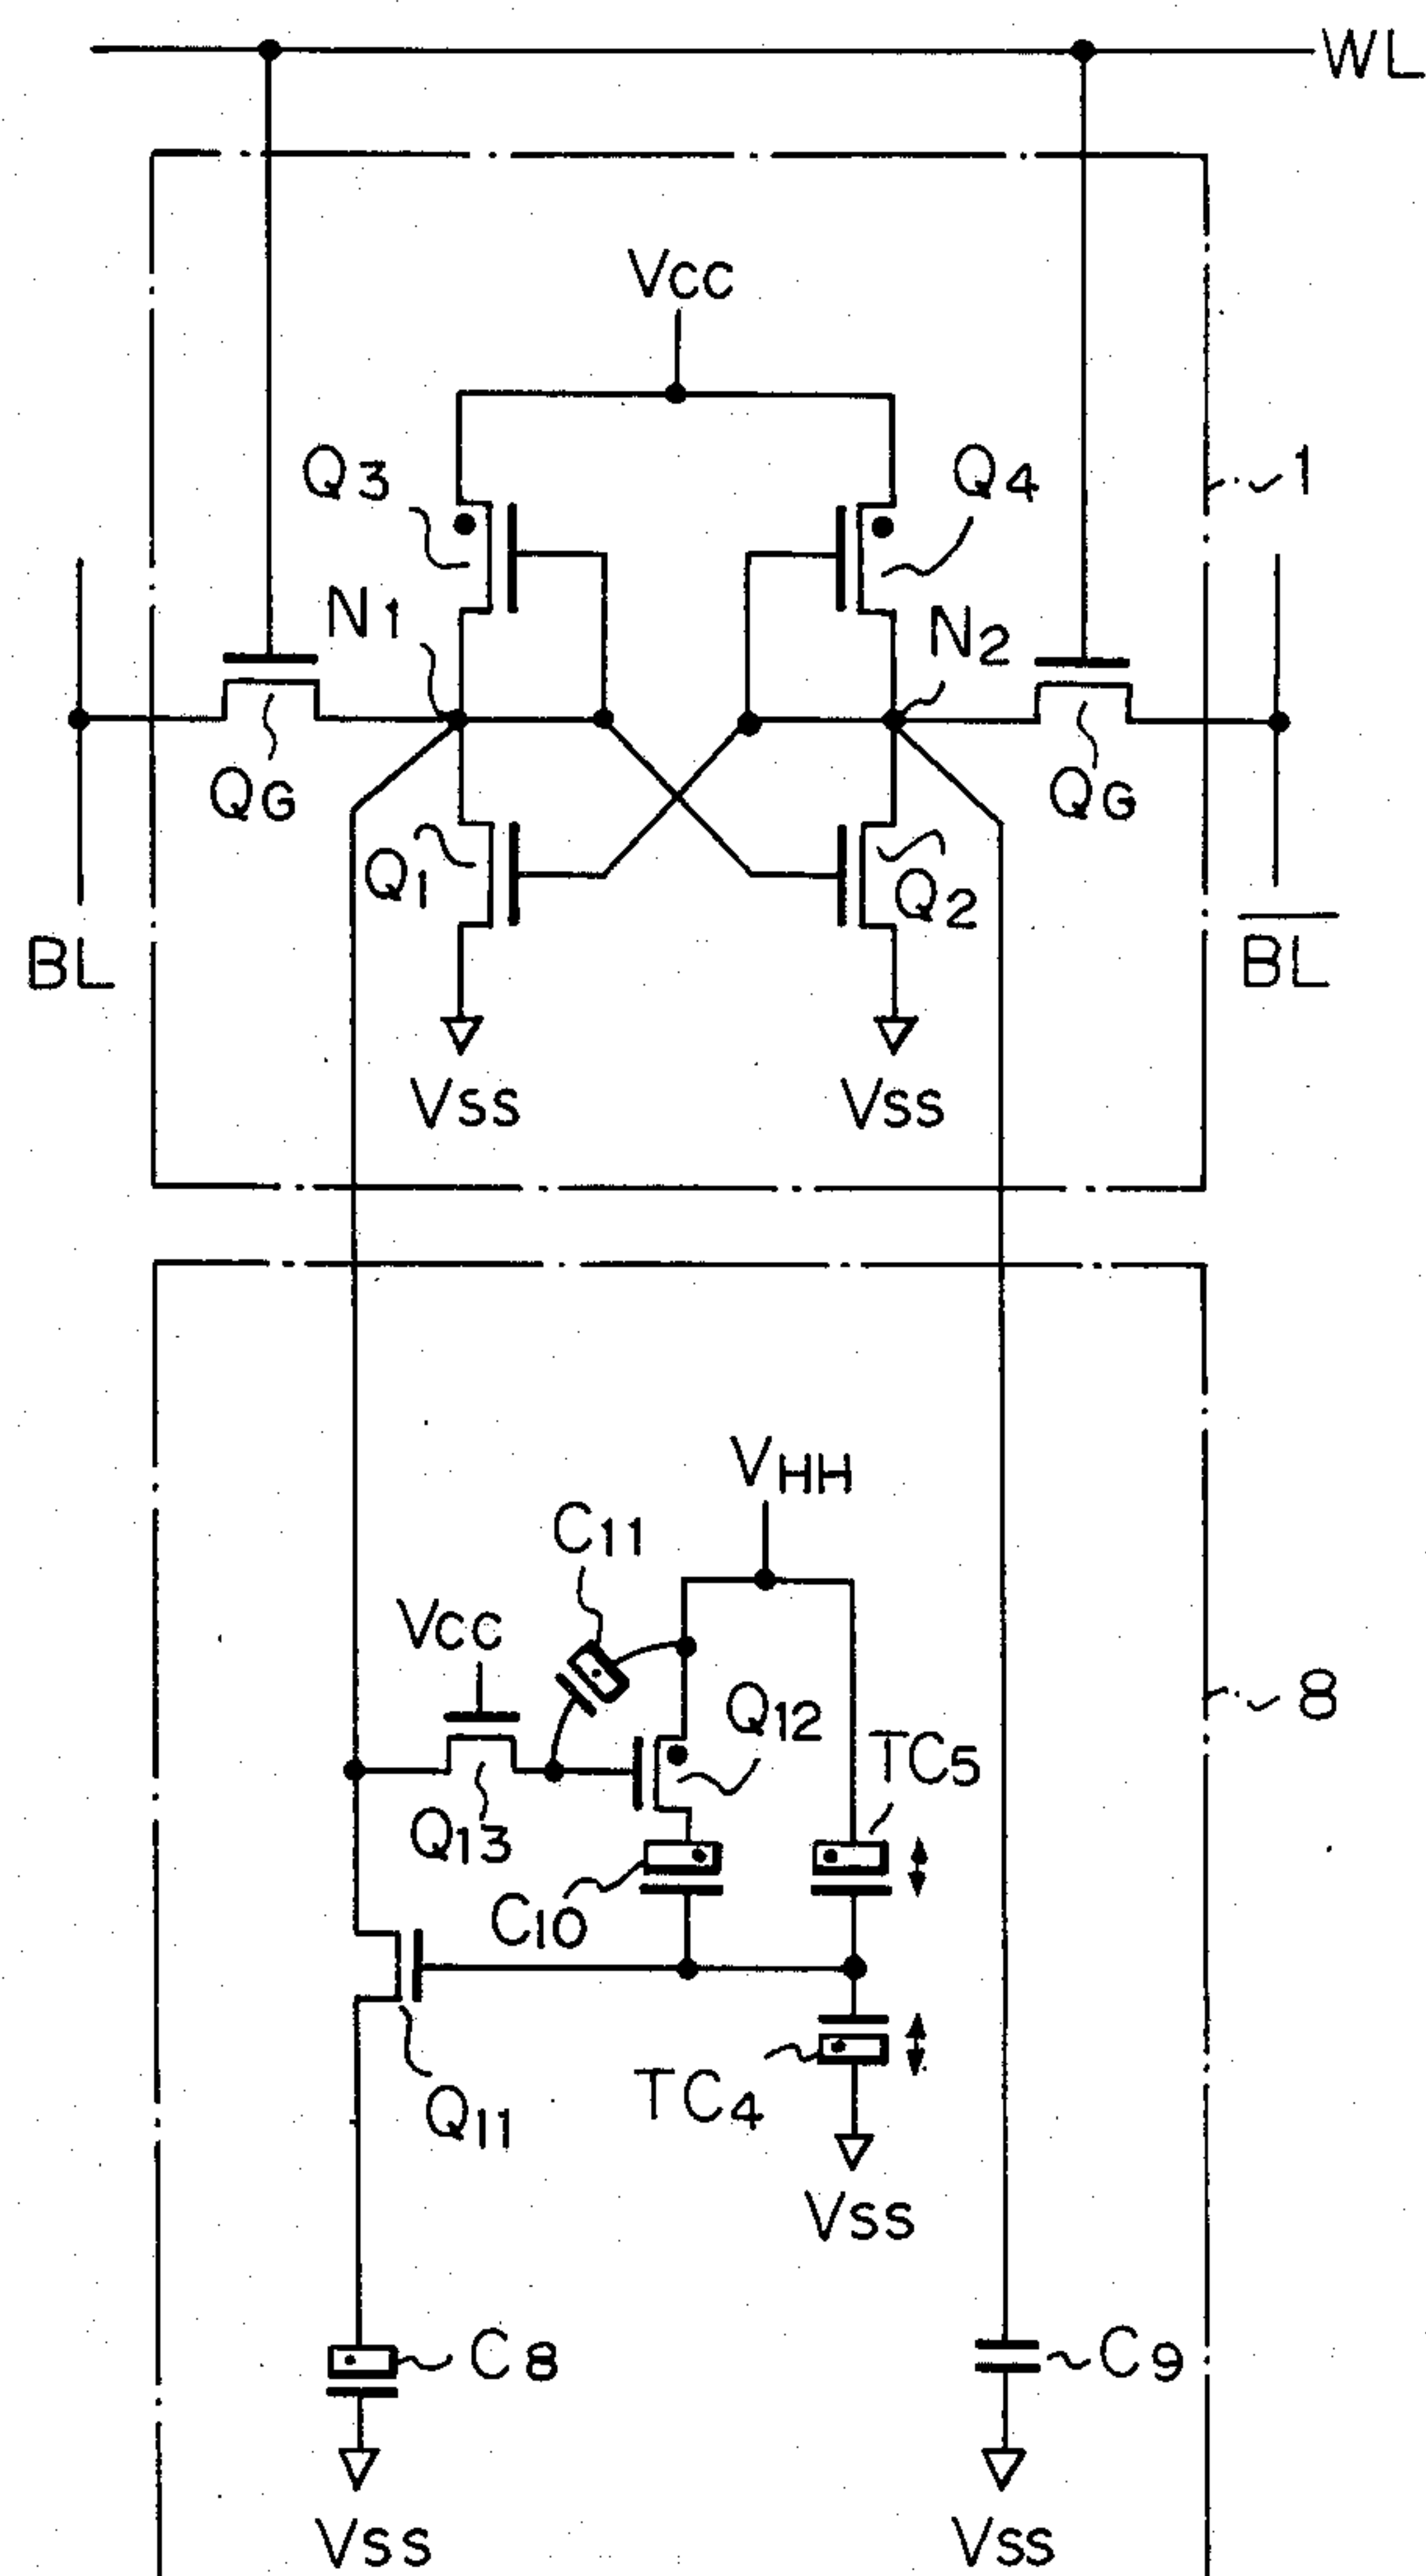 WL
VCC
Q3
Q4
1
N1
N2
QG
QG
Q1
Q2
BL
BL
VSS
VSS
VHH
C11
VCC
Q12
8
TC5
Q13
C10
TC4
Q11
VSS
C8
C9
VSS
VSS